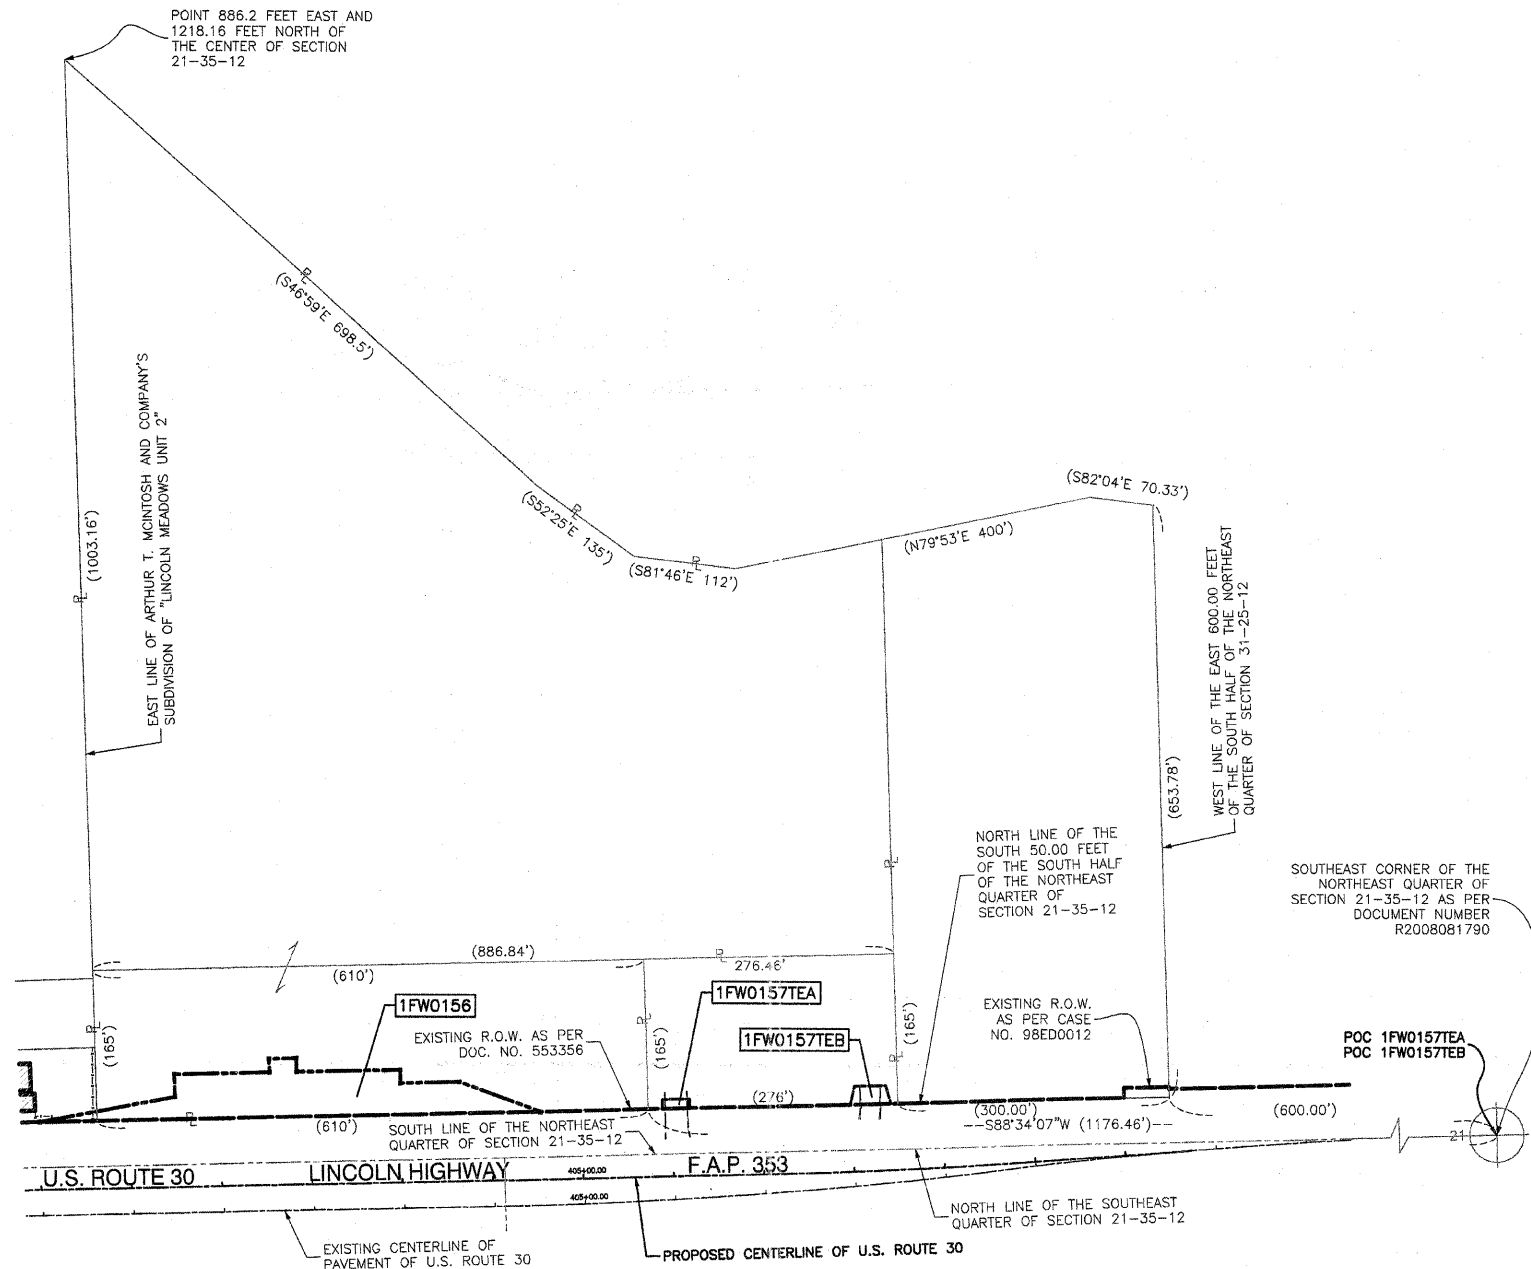 POINT 886.2 FEET EAST AND
1218.16 FEET NORTH OF
THE CENTER OF SECTION
21-35-12
(S46°59'E 698.5')
EAST LINE OF ARTHUR T. MCINTOSH AND COMPANY'S
SUBDIVISION OF "LINCOLN MEADOWS UNIT 2"
(1003.16')
(S52°25'E 135')
(S81°46'E 112')
(N79°53'E 400')
(S82°04'E 70.33')
WEST LINE OF THE EAST 600.00 FEET
OF THE SOUTH HALF OF THE NORTHEAST
QUARTER OF SECTION 31-25-12
(653.78')
NORTH LINE OF THE
SOUTH 50.00 FEET
OF THE SOUTH HALF
OF THE NORTHEAST
QUARTER OF
SECTION 21-35-12
SOUTHEAST CORNER OF THE
NORTHEAST QUARTER OF
SECTION 21-35-12 AS PER
DOCUMENT NUMBER
R2008081790
(886.84')
(610')
276.46'
1FW0156
1FW0157TEA
1FW0157TEB
EXISTING R.O.W. AS PER
DOC. NO. 553356
EXISTING R.O.W.
AS PER CASE
NO. 98ED0012
POC 1FW0157TEA
POC 1FW0157TEB
(165')
(165')
(165')
(276')
(610')
(300.00')
(600.00')
S88°34'07"W (1176.46')
21
SOUTH LINE OF THE NORTHEAST
QUARTER OF SECTION 21-35-12
U.S. ROUTE 30
LINCOLN HIGHWAY
405+00.00
F.A.P. 353
405+00.00
NORTH LINE OF THE SOUTHEAST
QUARTER OF SECTION 21-35-12
EXISTING CENTERLINE OF
PAVEMENT OF U.S. ROUTE 30
PROPOSED CENTERLINE OF U.S. ROUTE 30